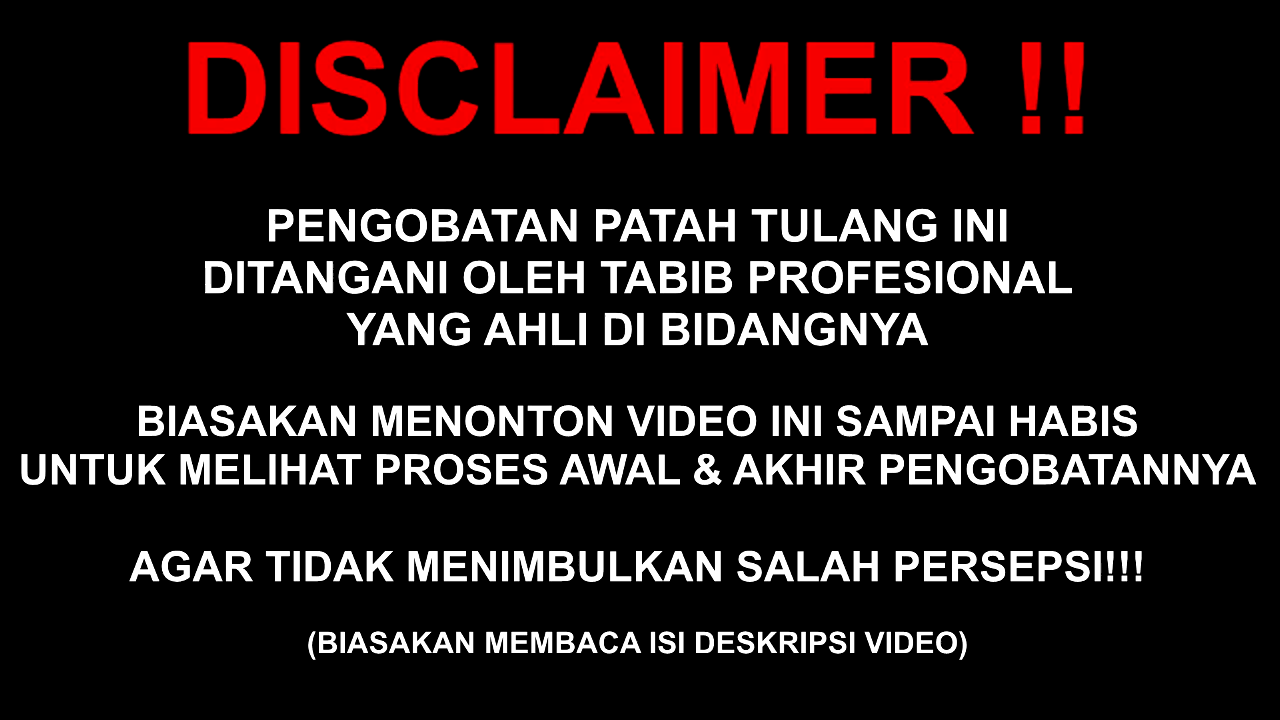 DISCLAIMER !!
PENGOBATAN PATAH TULANG INI
DITANGANI OLEH TABIB PROFESIONAL
YANG AHLI DI BIDANGNYA
BIASAKAN MENONTON VIDEO INI SAMPAI HABIS
UNTUK MELIHAT PROSES AWAL & AKHIR PENGOBATANNYA
AGAR TIDAK MENIMBULKAN SALAH PERSEPSI!!!
(BIASAKAN MEMBACA ISI DESKRIPSI VIDEO)